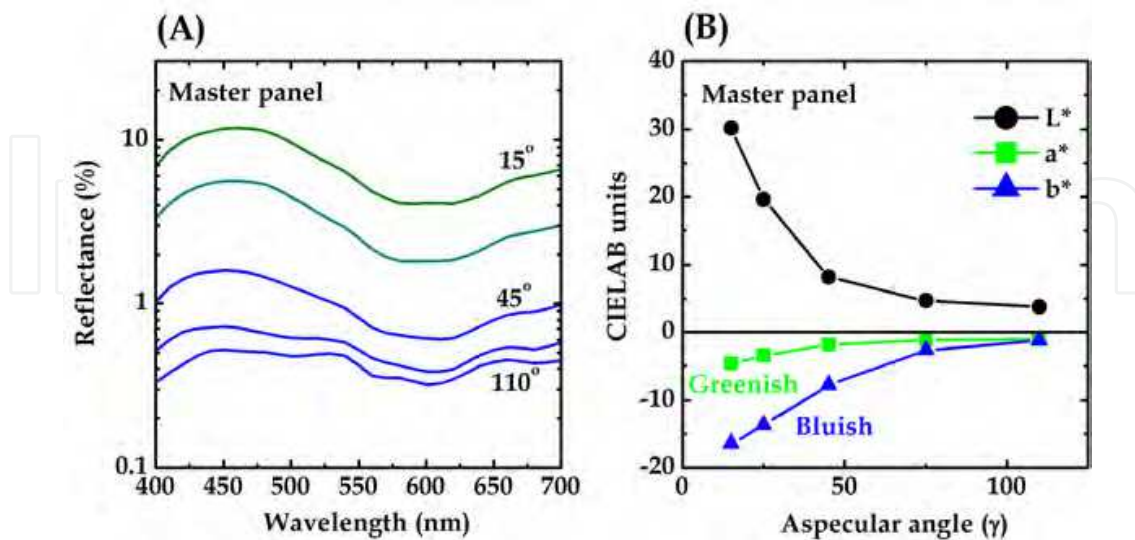 (A)
Master panel
15°
45°
110°
Reflectance (%)
10
1
0.1
400 450 500 550 600 650 700
Wavelength (nm)
(B)
Master panel
L*
a*
b*
Greenish
Bluish
CIELAB units
40
30
20
10
0
-10
-20
0 50 100
Aspecular angle (γ)